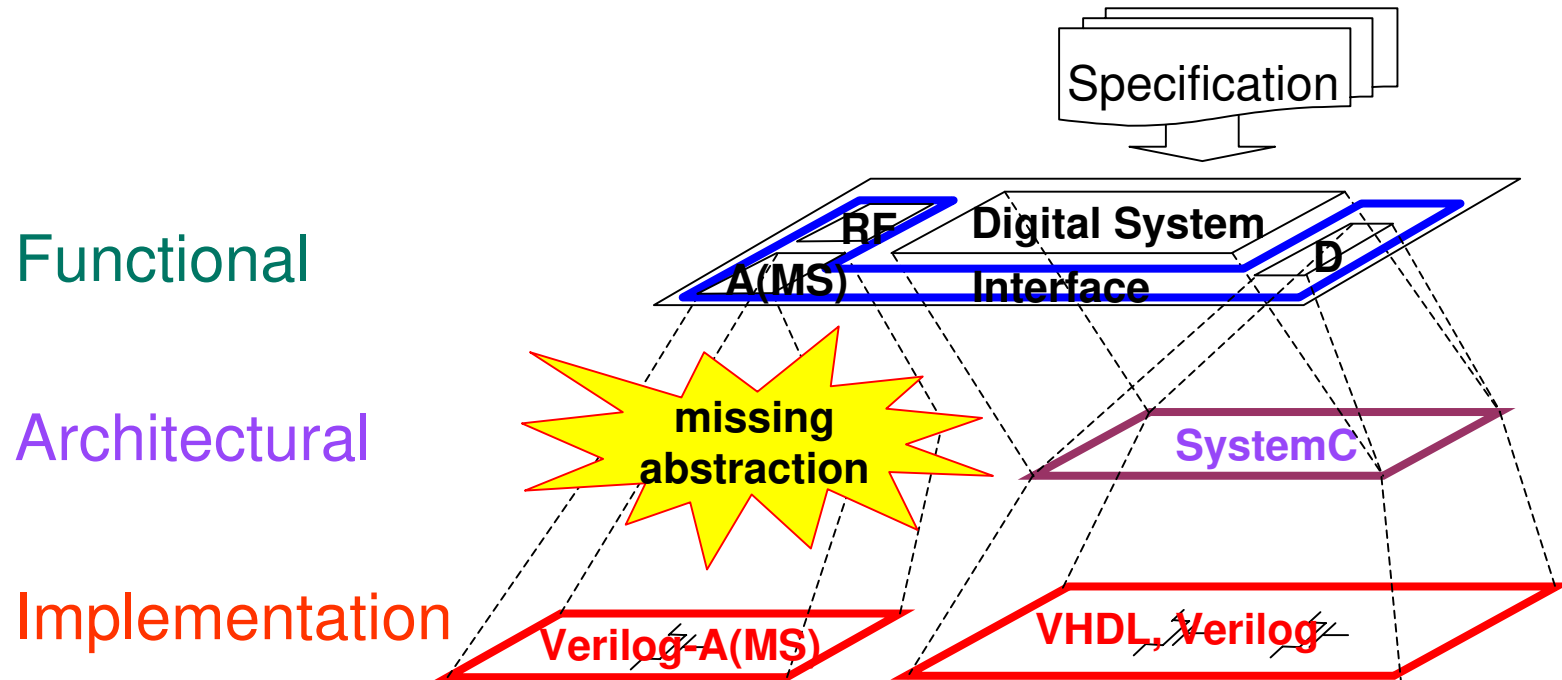 Specification
Functional
RF
Digital System
D
A(MS)
Interface
Architectural
missing
abstraction
SystemC
Implementation
Verilog-A(MS)
VHDL, Verilog